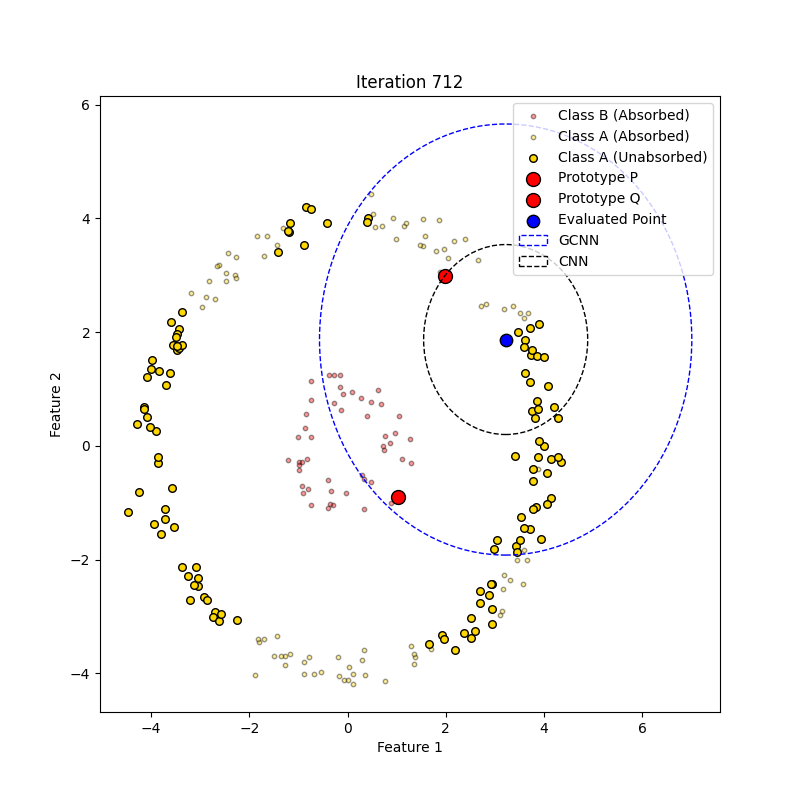 Iteration 712
Class B (Absorbed)
Class A (Absorbed)
Class A (Unabsorbed)
Prototype P
Prototype Q
Evaluated Point
GCNN
CNN
6
4
2
0
−2
−4
Feature 2
−4 −2 0 2 4 6
Feature 1